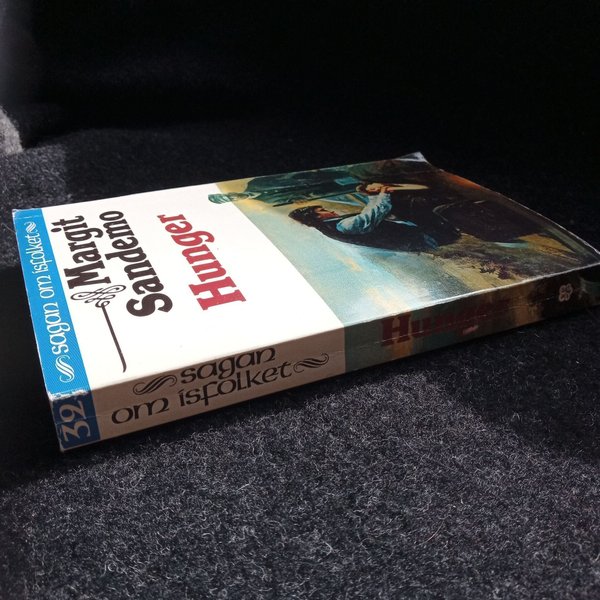 sagan om isfolket
Margit
Sandemo
Hunger
32
sagan
om isfolket
Hunger